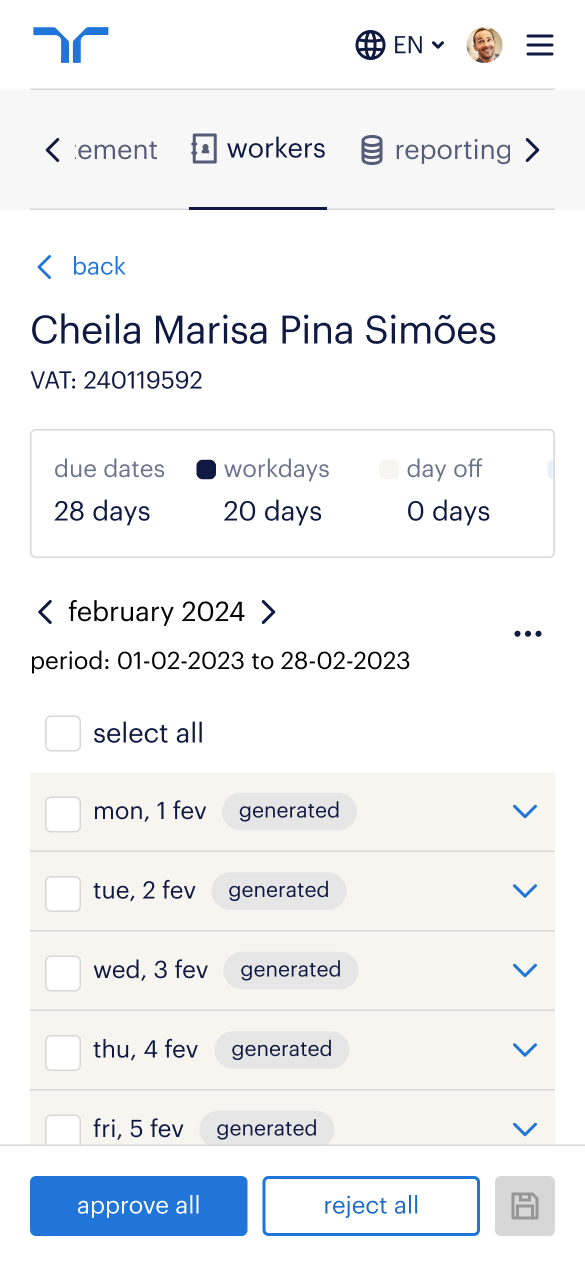 EN
ement workers reporting
back
Cheila Marisa Pina Simões
VAT: 240119592
due dates workdays day off
28 days 20 days 0 days
february 2024
period: 01-02-2023 to 28-02-2023
select all
mon, 1 fev generated
tue, 2 fev generated
wed, 3 fev generated
thu, 4 fev generated
fri, 5 fev generated
approve all reject all